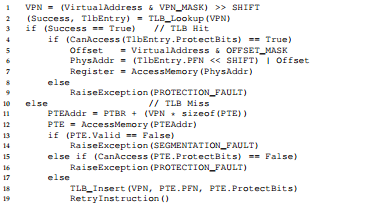 1 VPN = (VirtualAddress & VPN_MASK) >> SHIFT
2 (Success, TlbEntry) = TLB_Lookup(VPN)
3 if (Success == True) // TLB Hit
4 if (CanAccess(TlbEntry.ProtectBits) == True)
5 Offset = VirtualAddress & OFFSET_MASK
6 PhysAddr = (TlbEntry.PFN << SHIFT) | Offset
7 Register = AccessMemory(PhysAddr)
8 else
9 RaiseException(PROTECTION_FAULT)
10 else // TLB Miss
11 PTEAddr = PTBR + (VPN * sizeof(PTE))
12 PTE = AccessMemory(PTEAddr)
13 if (PTE.Valid == False)
14 RaiseException(SEGMENTATION_FAULT)
15 else if (CanAccess(PTE.ProtectBits) == False)
16 RaiseException(PROTECTION_FAULT)
17 else
18 TLB_Insert(VPN, PTE.PFN, PTE.ProtectBits)
19 RetryInstruction()